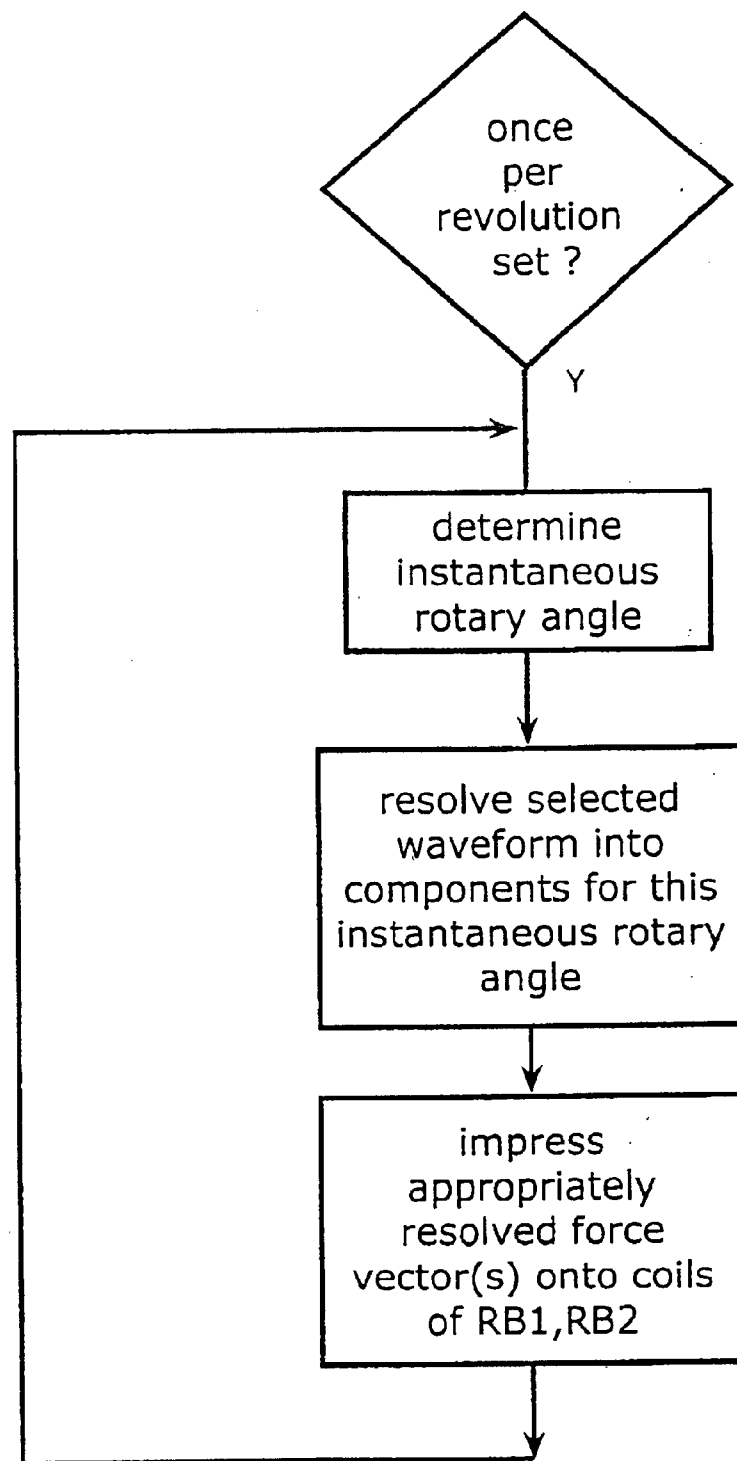 once
per
revolution
set ?
Y
determine
instantaneous
rotary angle
resolve selected
waveform into
components for this
instantaneous rotary
angle
impress
appropriately
resolved force
vector(s) onto coils
of RB1,RB2